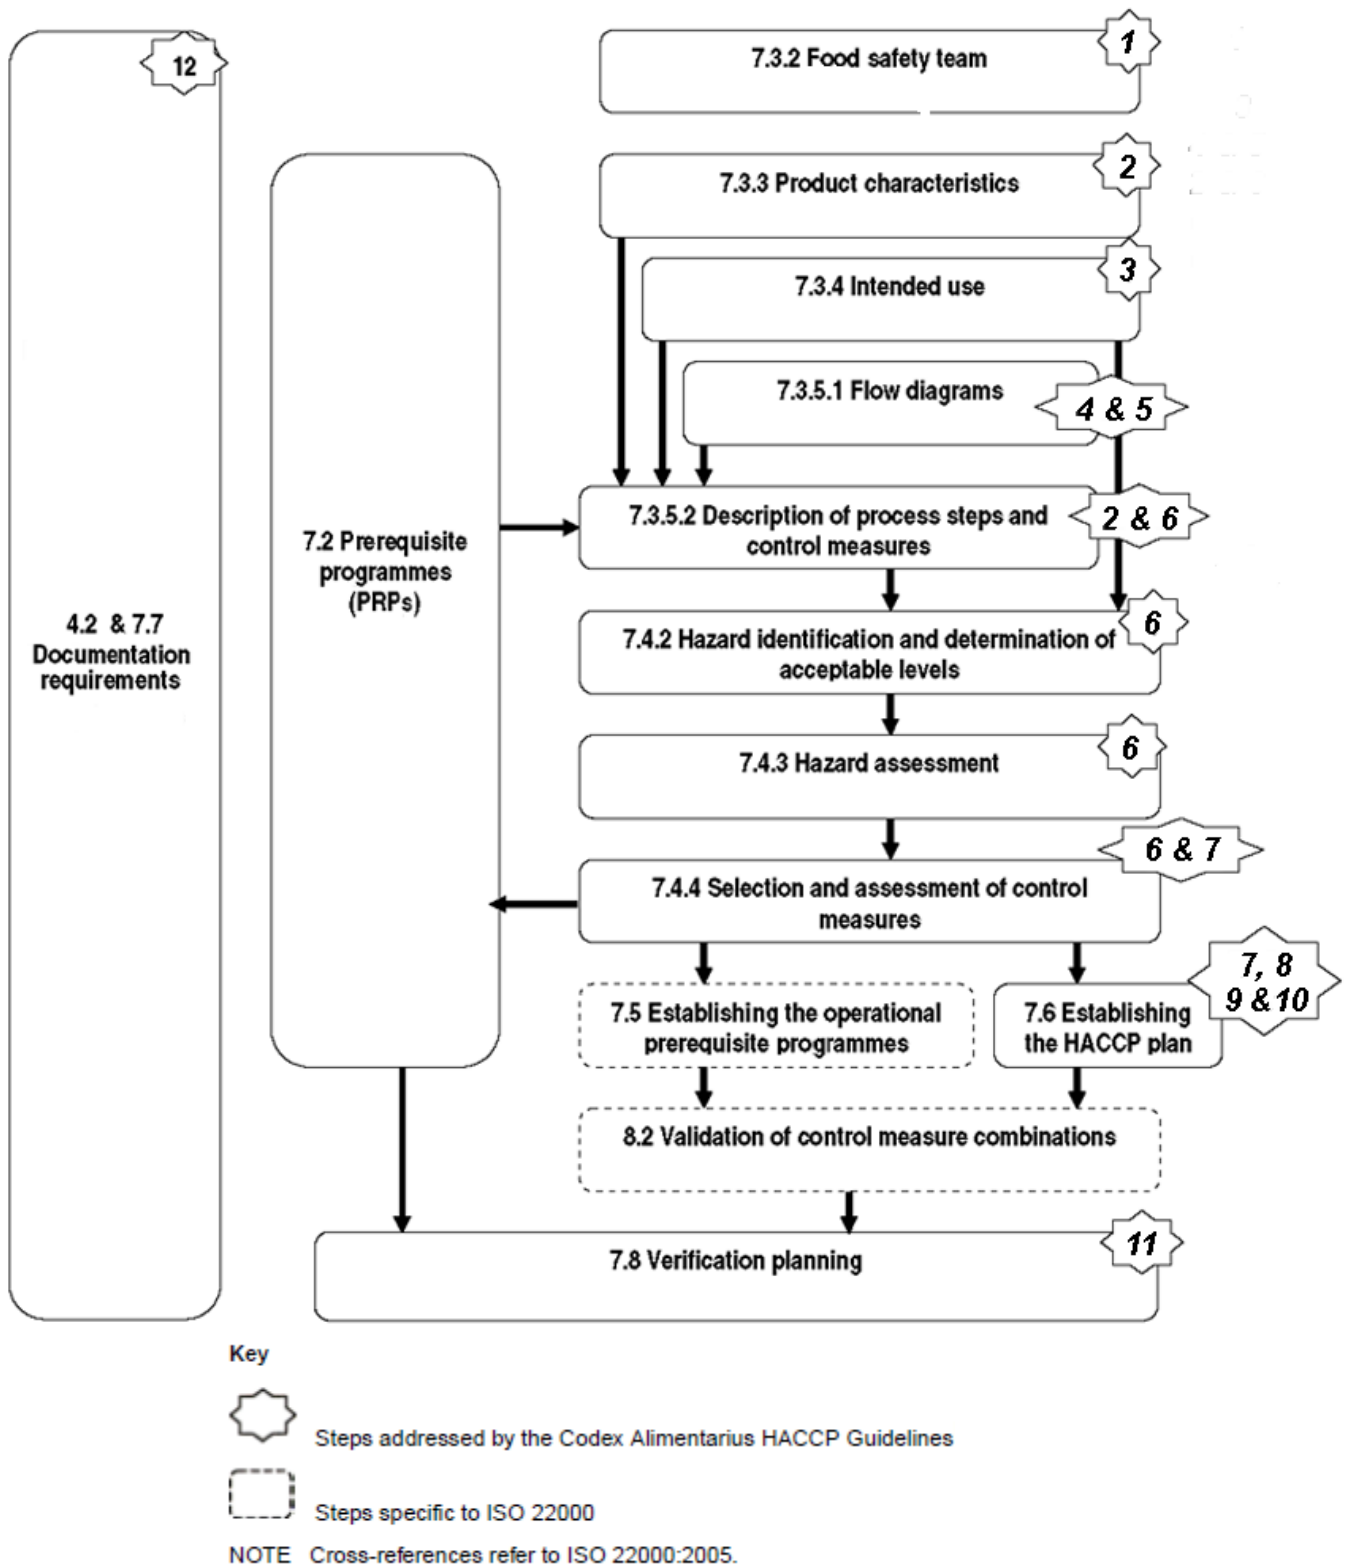 12
4.2 & 7.7
Documentation
requirements
7.2 Prerequisite
programmes
(PRPs)
7.3.2 Food safety team
1
7.3.3 Product characteristics
2
7.3.4 Intended use
3
7.3.5.1 Flow diagrams
4 & 5
7.3.5.2 Description of process steps and
control measures
2 & 6
7.4.2 Hazard identification and determination of
acceptable levels
6
7.4.3 Hazard assessment
6
7.4.4 Selection and assessment of control
measures
6 & 7
7.5 Establishing the operational
prerequisite programmes
7.6 Establishing
the HACCP plan
7, 8
9 &10
8.2 Validation of control measure combinations
7.8 Verification planning
11
Key
Steps addressed by the Codex Alimentarius HACCP Guidelines
Steps specific to ISO 22000
NOTE Cross-references refer to ISO 22000:2005.